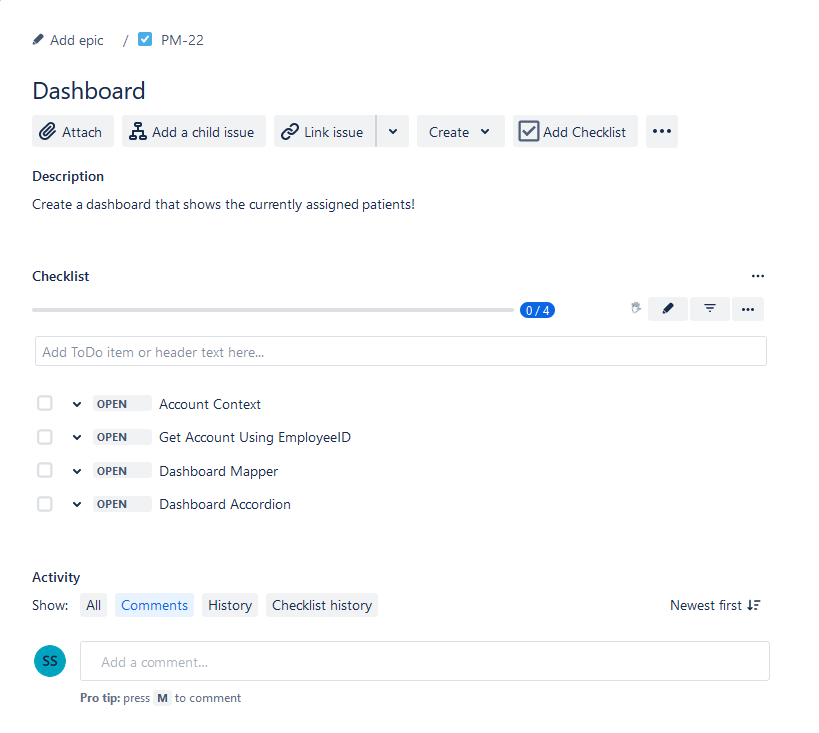 Add epic / PM-22
Dashboard
Attach Add a child issue Link issue Create Add Checklist
Description
Create a dashboard that shows the currently assigned patients!
Checklist
0 / 4
Add ToDo item or header text here...
OPEN Account Context
OPEN Get Account Using EmployeeID
OPEN Dashboard Mapper
OPEN Dashboard Accordion
Activity
Show: All Comments History Checklist history Newest first
SS Add a comment...
Pro tip: press M to comment